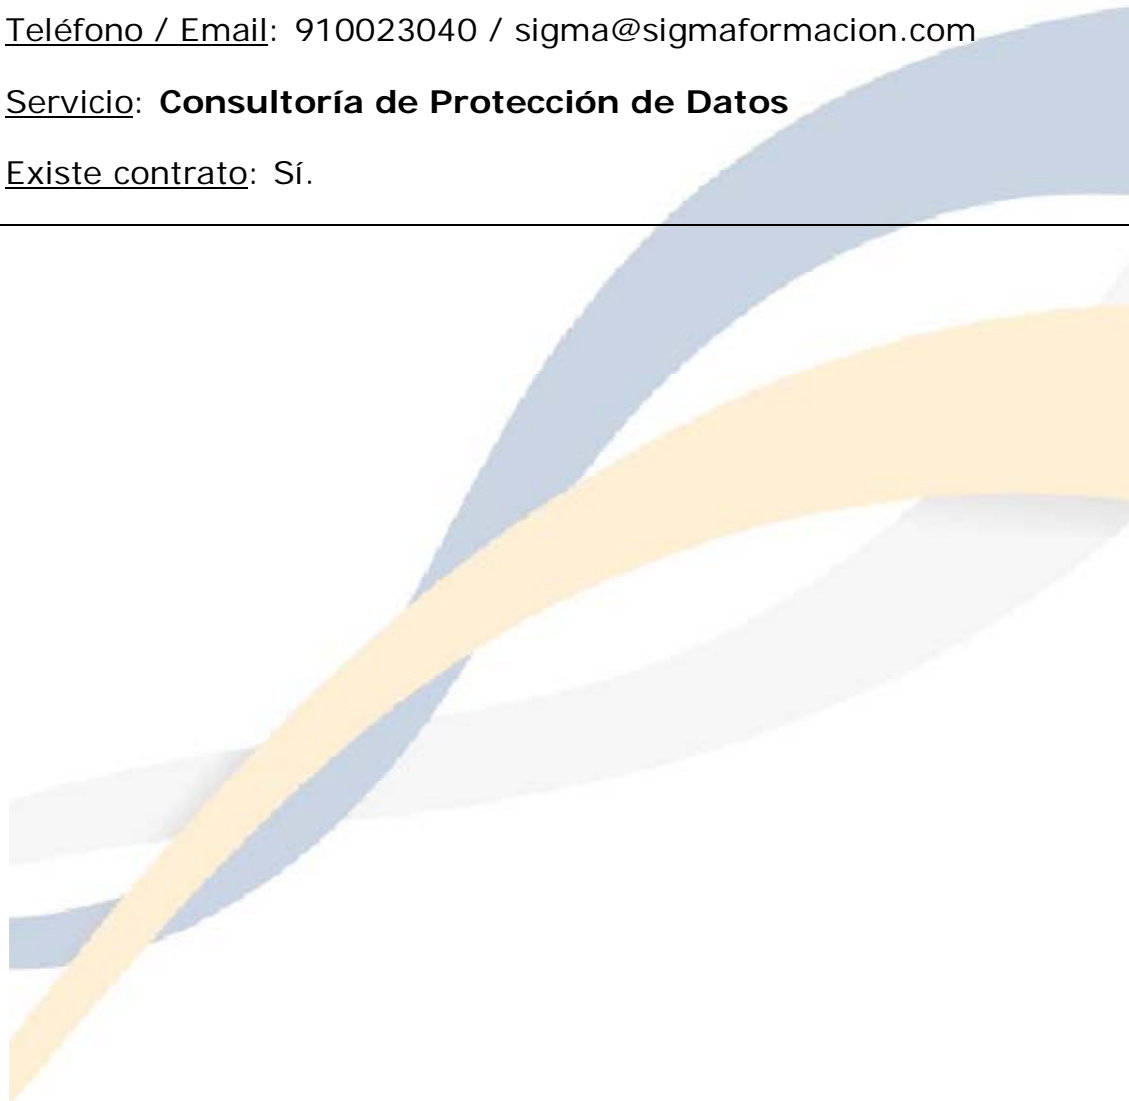 Teléfono / Email: 910023040 / sigma@sigmaformacion.com
Servicio: Consultoría de Protección de Datos
Existe contrato: Sí.